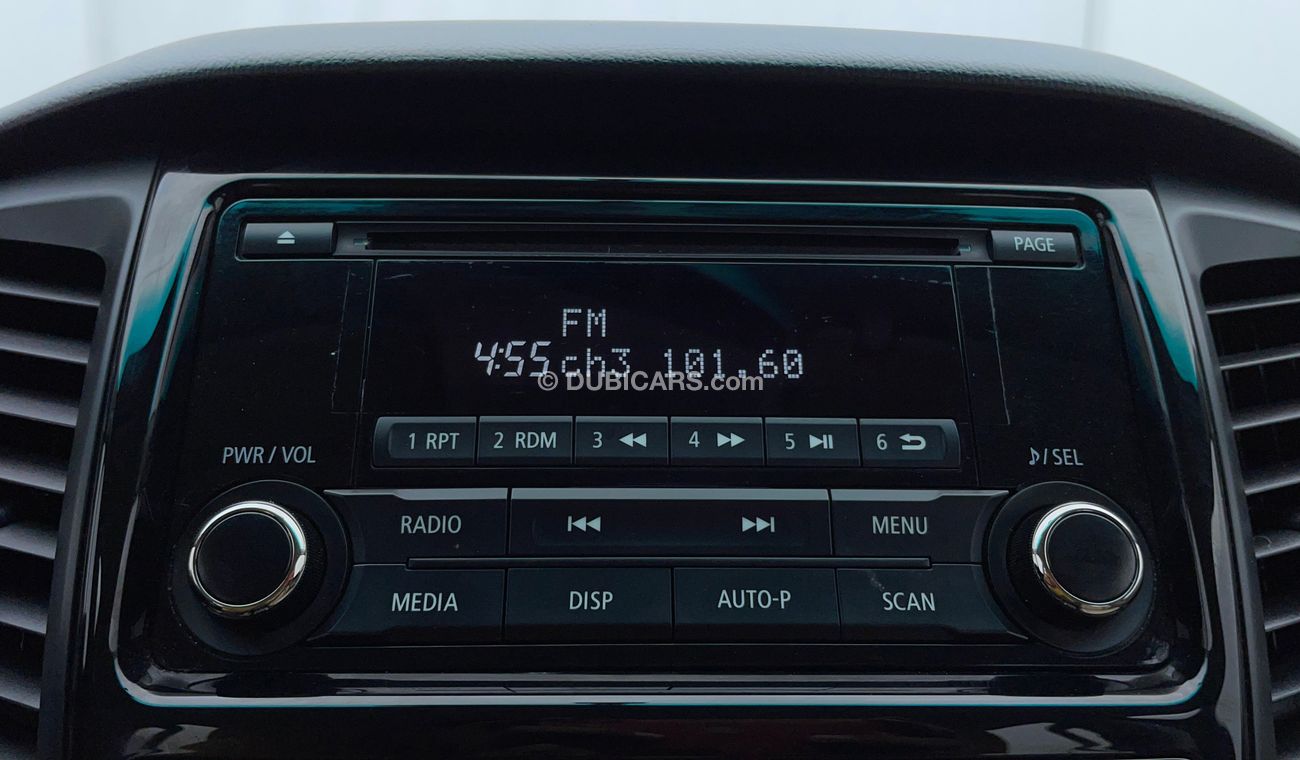 PAGE
FM
4:55 ch3 101.60
© DUBICARS.com
1 RPT 2 RDM 3 4 5 6
PWR / VOL
/ SEL
RADIO MENU
MEDIA DISP AUTO-P SCAN